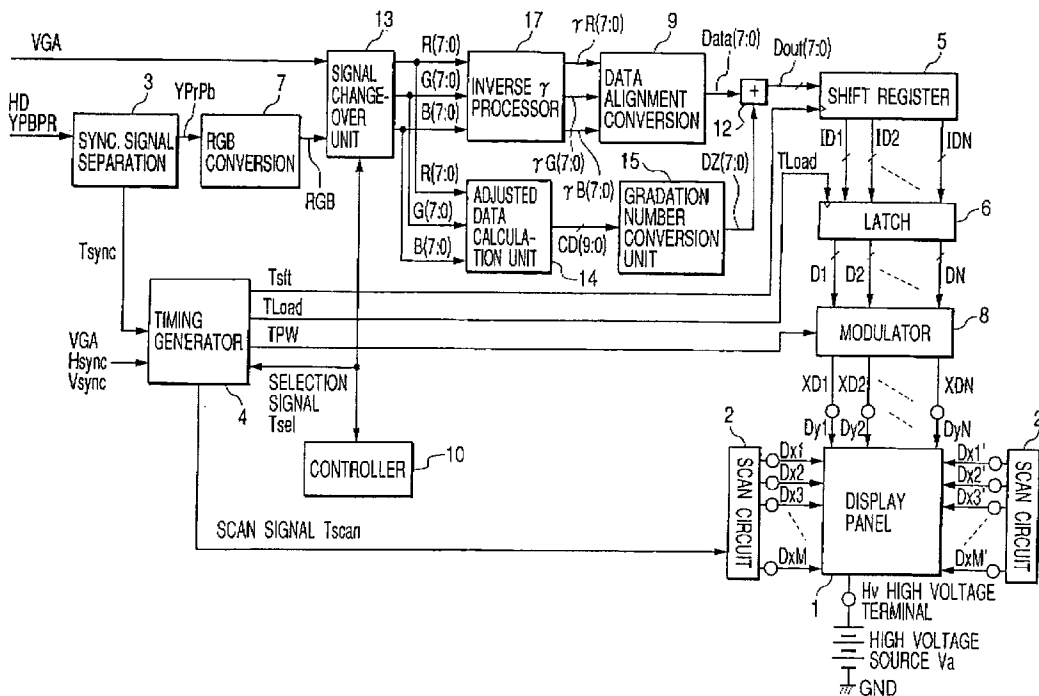 VGA
HD
YPBPR
3
SYNC. SIGNAL
SEPARATION
YPrPb
7
RGB
CONVERSION
RGB
13
SIGNAL
CHANGE-
OVER
UNIT
R(7:0)
G(7:0)
B(7:0)
17
INVERSE γ
PROCESSOR
γR(7:0)
γG(7:0)
γB(7:0)
9
DATA
ALIGNMENT
CONVERSION
Data(7:0)
+
12
Dout(7:0)
5
SHIFT REGISTER
R(7:0)
G(7:0)
B(7:0)
ADJUSTED
DATA
CALCULA-
TION UNIT
14
CD(9:0)
15
GRADATION
NUMBER
CONVERSION
UNIT
DZ(7:0)
TLoad
ID1
ID2
IDN
LATCH
6
D1
D2
DN
MODULATOR
8
Tsync
TIMING
GENERATOR
4
VGA
Hsync
Vsync
Tsft
TLoad
TPW
SELECTION
SIGNAL
Tsel
CONTROLLER
10
SCAN SIGNAL Tscan
XD1
XD2
XDN
Dy1
Dy2
DyN
2
SCAN CIRCUIT
Dx1
Dx2
Dx3
DxM
DISPLAY
PANEL
1
Dx1'
Dx2'
Dx3'
DxM'
2'
SCAN CIRCUIT
Hv HIGH VOLTAGE
TERMINAL
HIGH VOLTAGE
SOURCE Va
GND